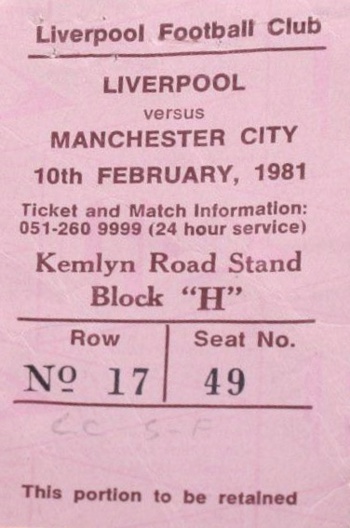 Liverpool Football Club
LIVERPOOL
versus
MANCHESTER CITY
10th FEBRUARY, 1981
Ticket and Match Information:
051-260 9999 (24 hour service)
Kemlyn Road Stand
Block "H"
Row Seat No.
Nº 17 49
CC-S-F
This portion to be retained